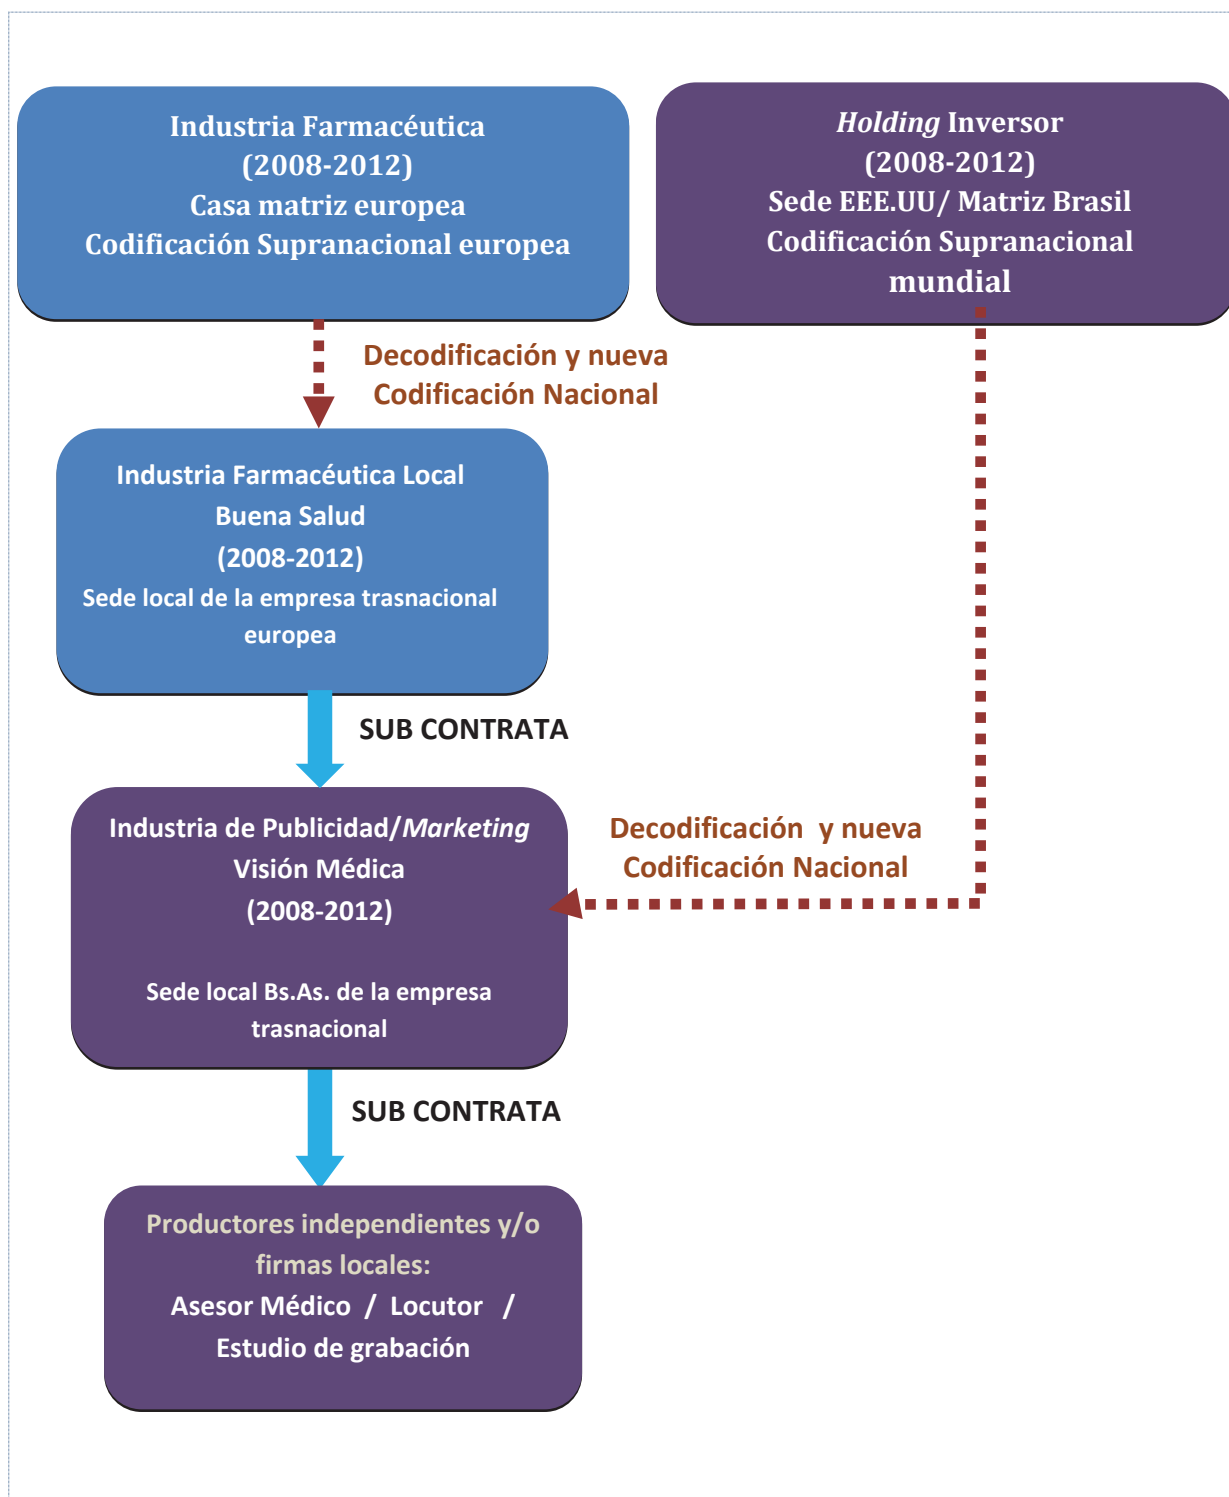 Industria Farmacéutica
(2008-2012)
Casa matriz europea
Codificación Supranacional europea
Holding Inversor
(2008-2012)
Sede EEE.UU/ Matriz Brasil
Codificación Supranacional
mundial
Decodificación y nueva
Codificación Nacional
Industria Farmacéutica Local
Buena Salud
(2008-2012)
Sede local de la empresa trasnacional
europea
SUB CONTRATA
Industria de Publicidad/Marketing
Visión Médica
(2008-2012)
Sede local Bs.As. de la empresa
trasnacional
Decodificación y nueva
Codificación Nacional
SUB CONTRATA
Productores independientes y/o
firmas locales:
Asesor Médico / Locutor /
Estudio de grabación